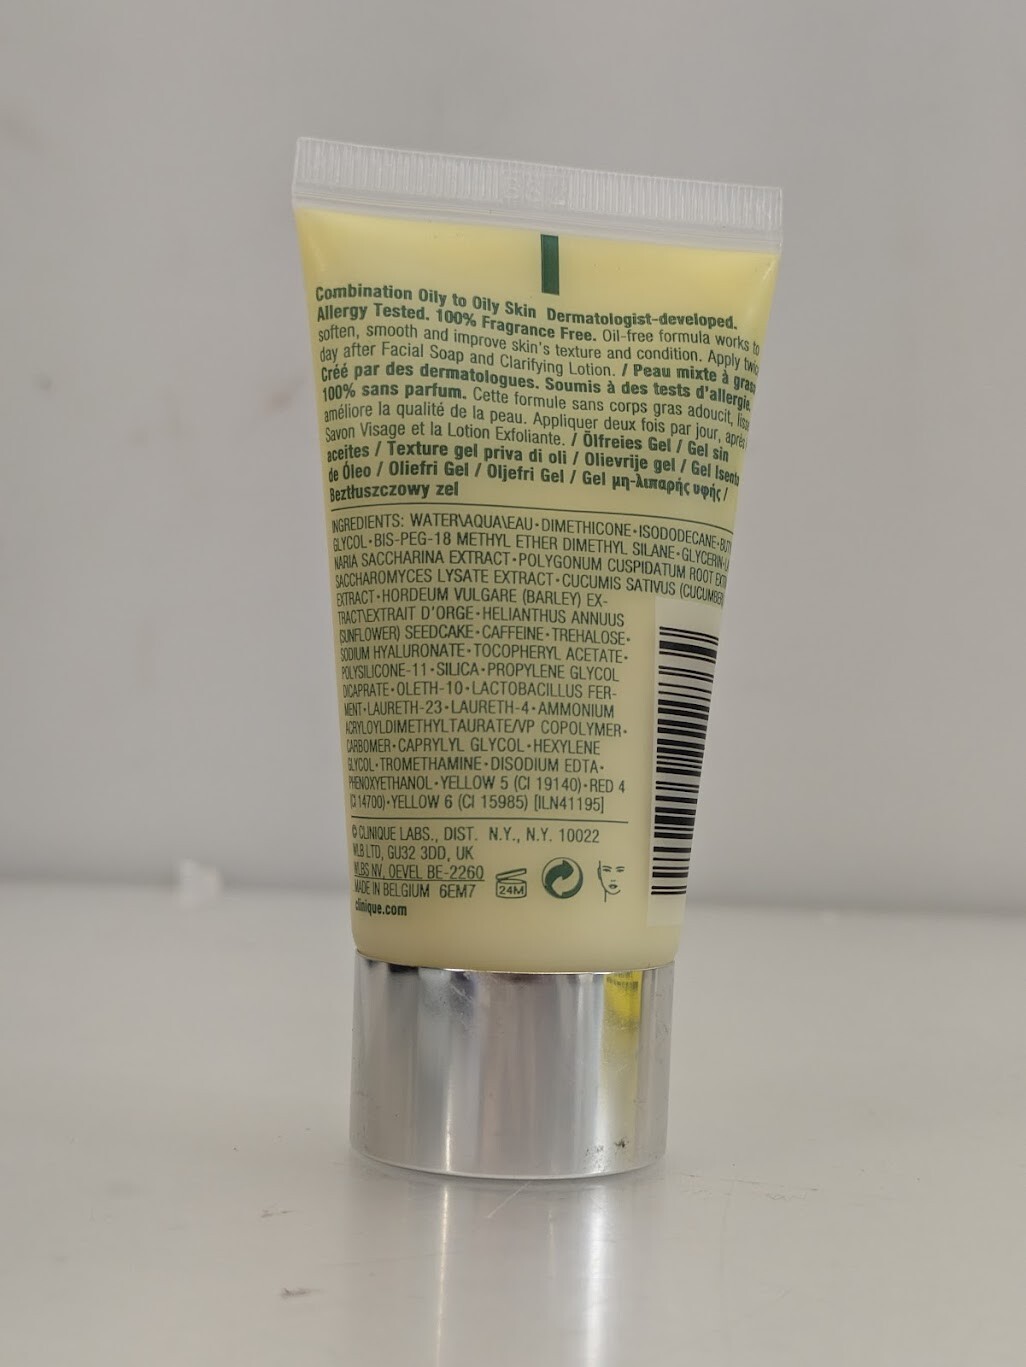 Combination Oily to Oily Skin Dermatologist-developed.
Allergy Tested. 100% Fragrance Free. Oil-free formula works to
soften, smooth and improve skin's texture and condition. Apply
day after Facial Soap and Clarifying Lotion. / Peau mixte à
Créé par des dermatologues. Soumis à des tests d'allergie.
100% sans parfum. Cette formule sans corps gras adoucit,
améliore la qualité de la peau. Appliquer deux fois par jour, après
Savon Visage et la Lotion Exfoliante. / Ölfreies Gel / Gel sin
aceites / Texture gel priva di oli / Olievrije gel / Gel
de Óleo / Oliefri Gel / Oljefri Gel / Gel μη-λιπαρής υφής /
Beztłuszczowy zel
INGREDIENTS: WATER\AQUA\EAU•DIMETHICONE•ISODODECANE•
GLYCOL•BIS-PEG-18 METHYL ETHER DIMETHYL SILANE•GLYCERIN•
NARIA SACCHARINA EXTRACT•POLYGONUM CUSPIDATUM ROOT
SACCHAROMYCES LYSATE EXTRACT•CUCUMIS SATIVUS
EXTRACT•HORDEUM VULGARE (BARLEY) EX-
TRACT\EXTRAIT D'ORGE•HELIANTHUS ANNUUS
(SUNFLOWER) SEEDCAKE•CAFFEINE•TREHALOSE•
SODIUM HYALURONATE•TOCOPHERYL ACETATE•
POLYSILICONE-11•SILICA•PROPYLENE GLYCOL
DICAPRATE•OLETH-10•LACTOBACILLUS FER-
MENT•LAURETH-23•LAURETH-4•AMMONIUM
ACRYLOYLDIMETHYLTAURATE/VP COPOLYMER•
CARBOMER•CAPRYLYL GLYCOL•HEXYLENE
GLYCOL•TROMETHAMINE•DISODIUM EDTA•
PHENOXYETHANOL•YELLOW 5 (CI 19140)•RED 4
(CI 14700)•YELLOW 6 (CI 15985) [ILN41195]
© CLINIQUE LABS., DIST. N.Y., N.Y. 10022
WLB LTD, GU32 3DD, UK
WLBS NV, OEVEL BE-2260
MADE IN BELGIUM 6EM7
clinique.com
24M